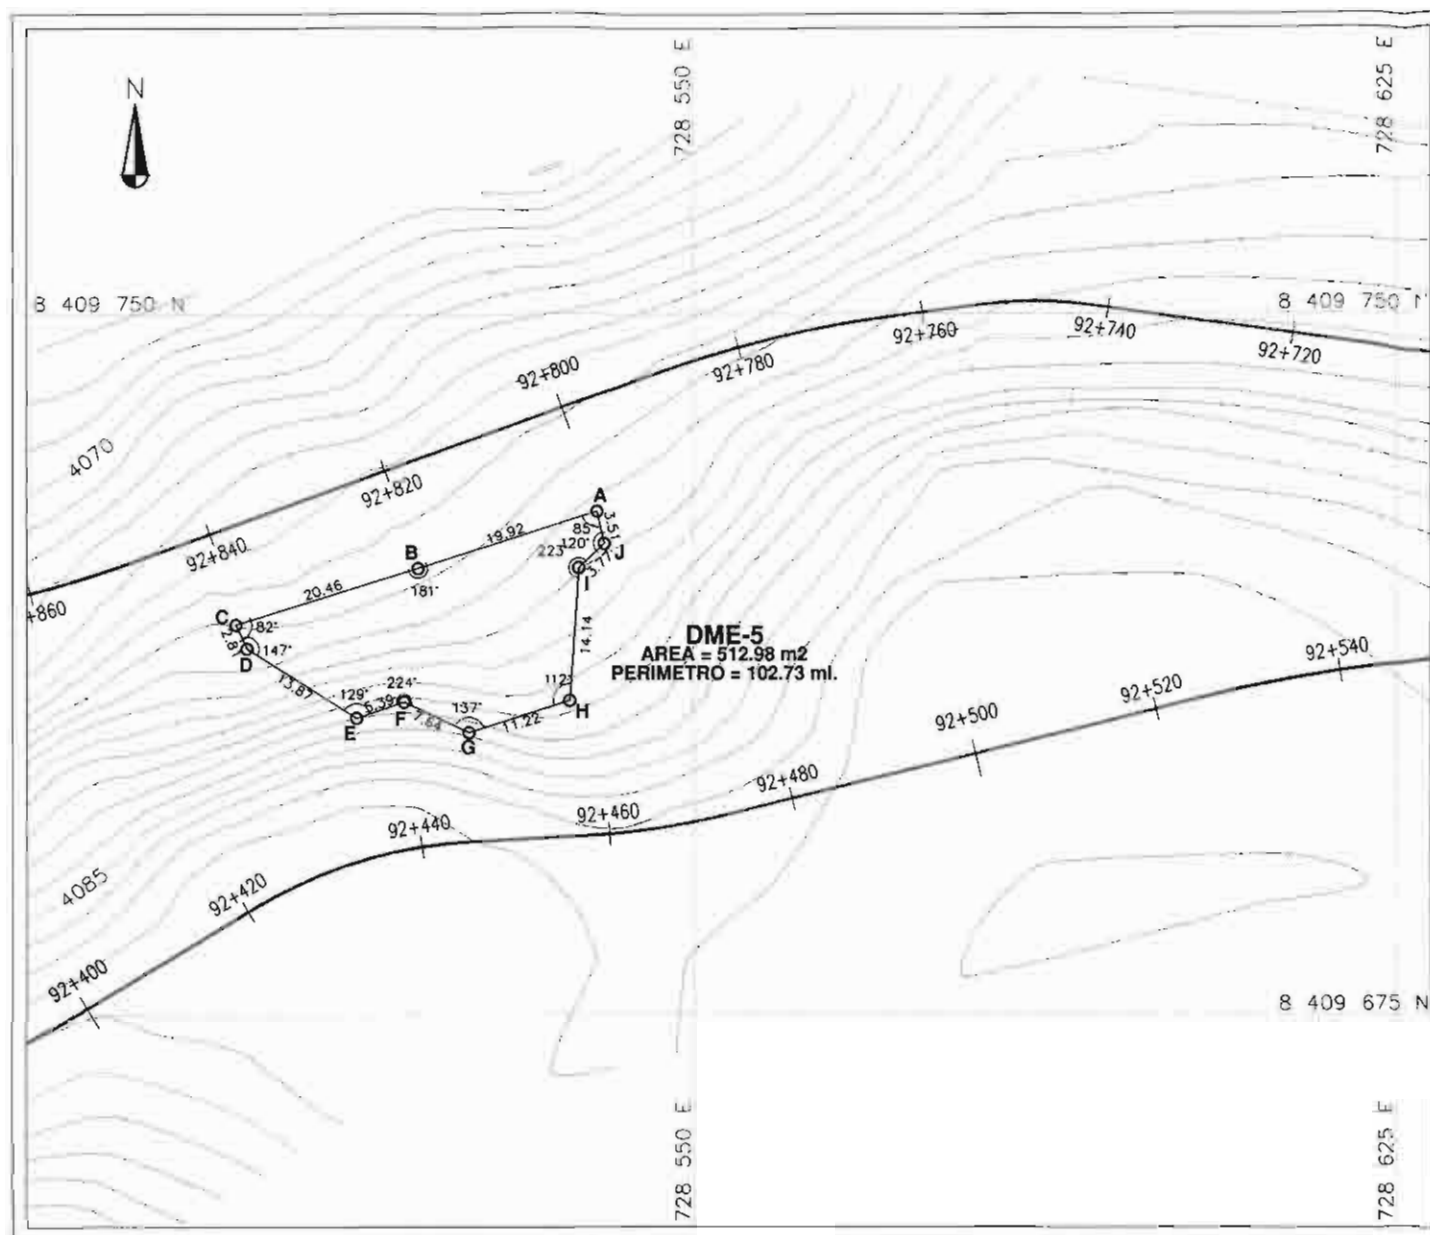 N
728 550 E
728 625 E
8 409 750 N
8 409 750 N
92+800
92+780
92+760
92+740
92+720
4070
92+820
92+840
+860
A
3.51
85°
J
120°
223°
3.77
I
19.92
B
181°
20.46
C
82°
2.81
D
147°
13.87
129°
E
6.39
224°
F
7.64
137°
G
11.22
112°
H
14.14
DME-5
AREA = 512.98 m2
PERIMETRO = 102.73 ml.
92+540
92+520
92+500
92+480
92+460
92+440
92+420
4085
92+400
8 409 675 N
728 550 E
728 625 E